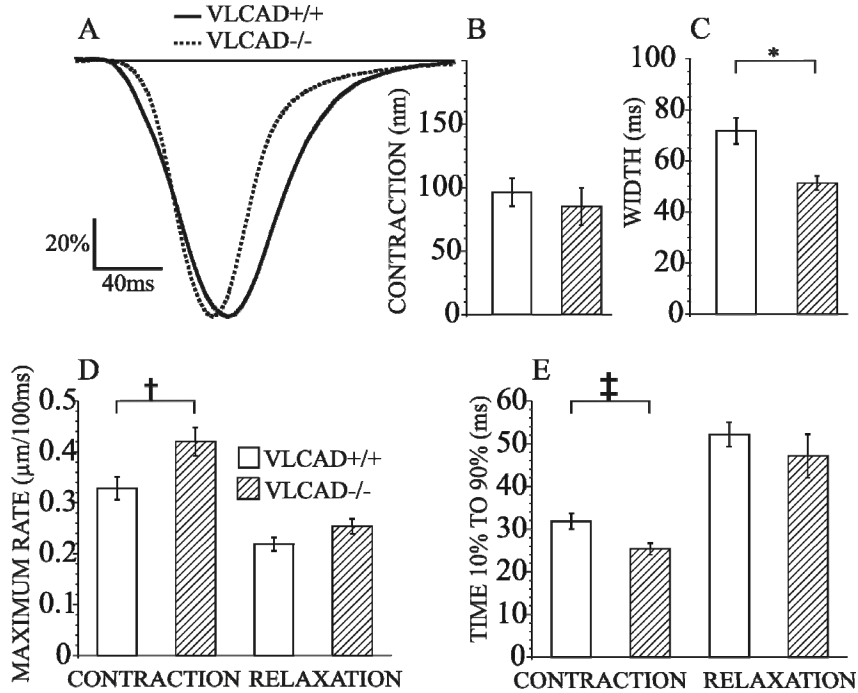 A
VLCAD+/+
VLCAD-/-
20%
40ms
B
CONTRACTION (nm)
150
100
50
0
C
*
WIDTH (ms)
100
80
60
40
20
0
D
†
MAXIMUM RATE (µm/100ms)
0.5
0.4
0.3
0.2
0.1
0
VLCAD+/+
VLCAD-/-
CONTRACTION RELAXATION
E
‡
TIME 10% TO 90% (ms)
60
50
40
30
20
10
0
CONTRACTION RELAXATION